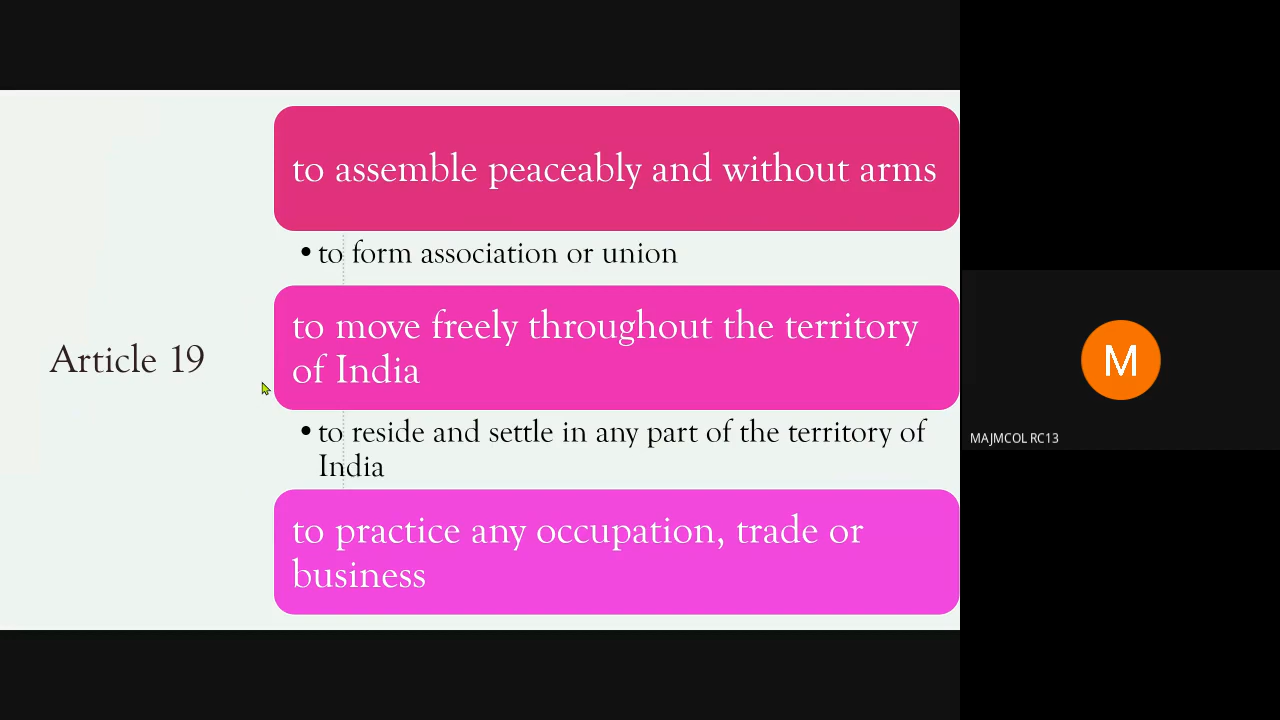 to assemble peaceably and without arms
• to form association or union
to move freely throughout the territory
of India
Article 19
• to reside and settle in any part of the territory of
India
to practice any occupation, trade or
business
M
MAJMCOL RC13